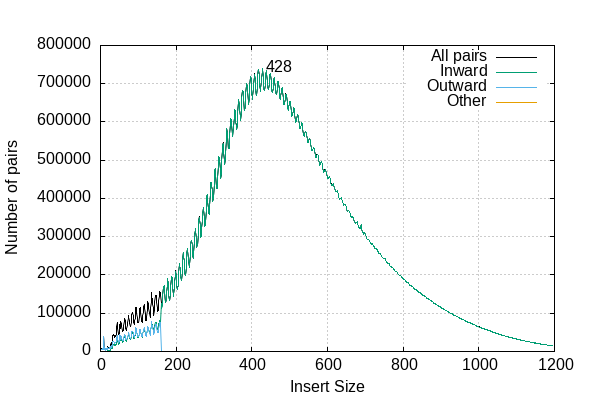 800000
700000
600000
500000
400000
300000
200000
100000
0
Number of pairs
428
All pairs
Inward
Outward
Other
0 200 400 600 800 1000 1200
Insert Size